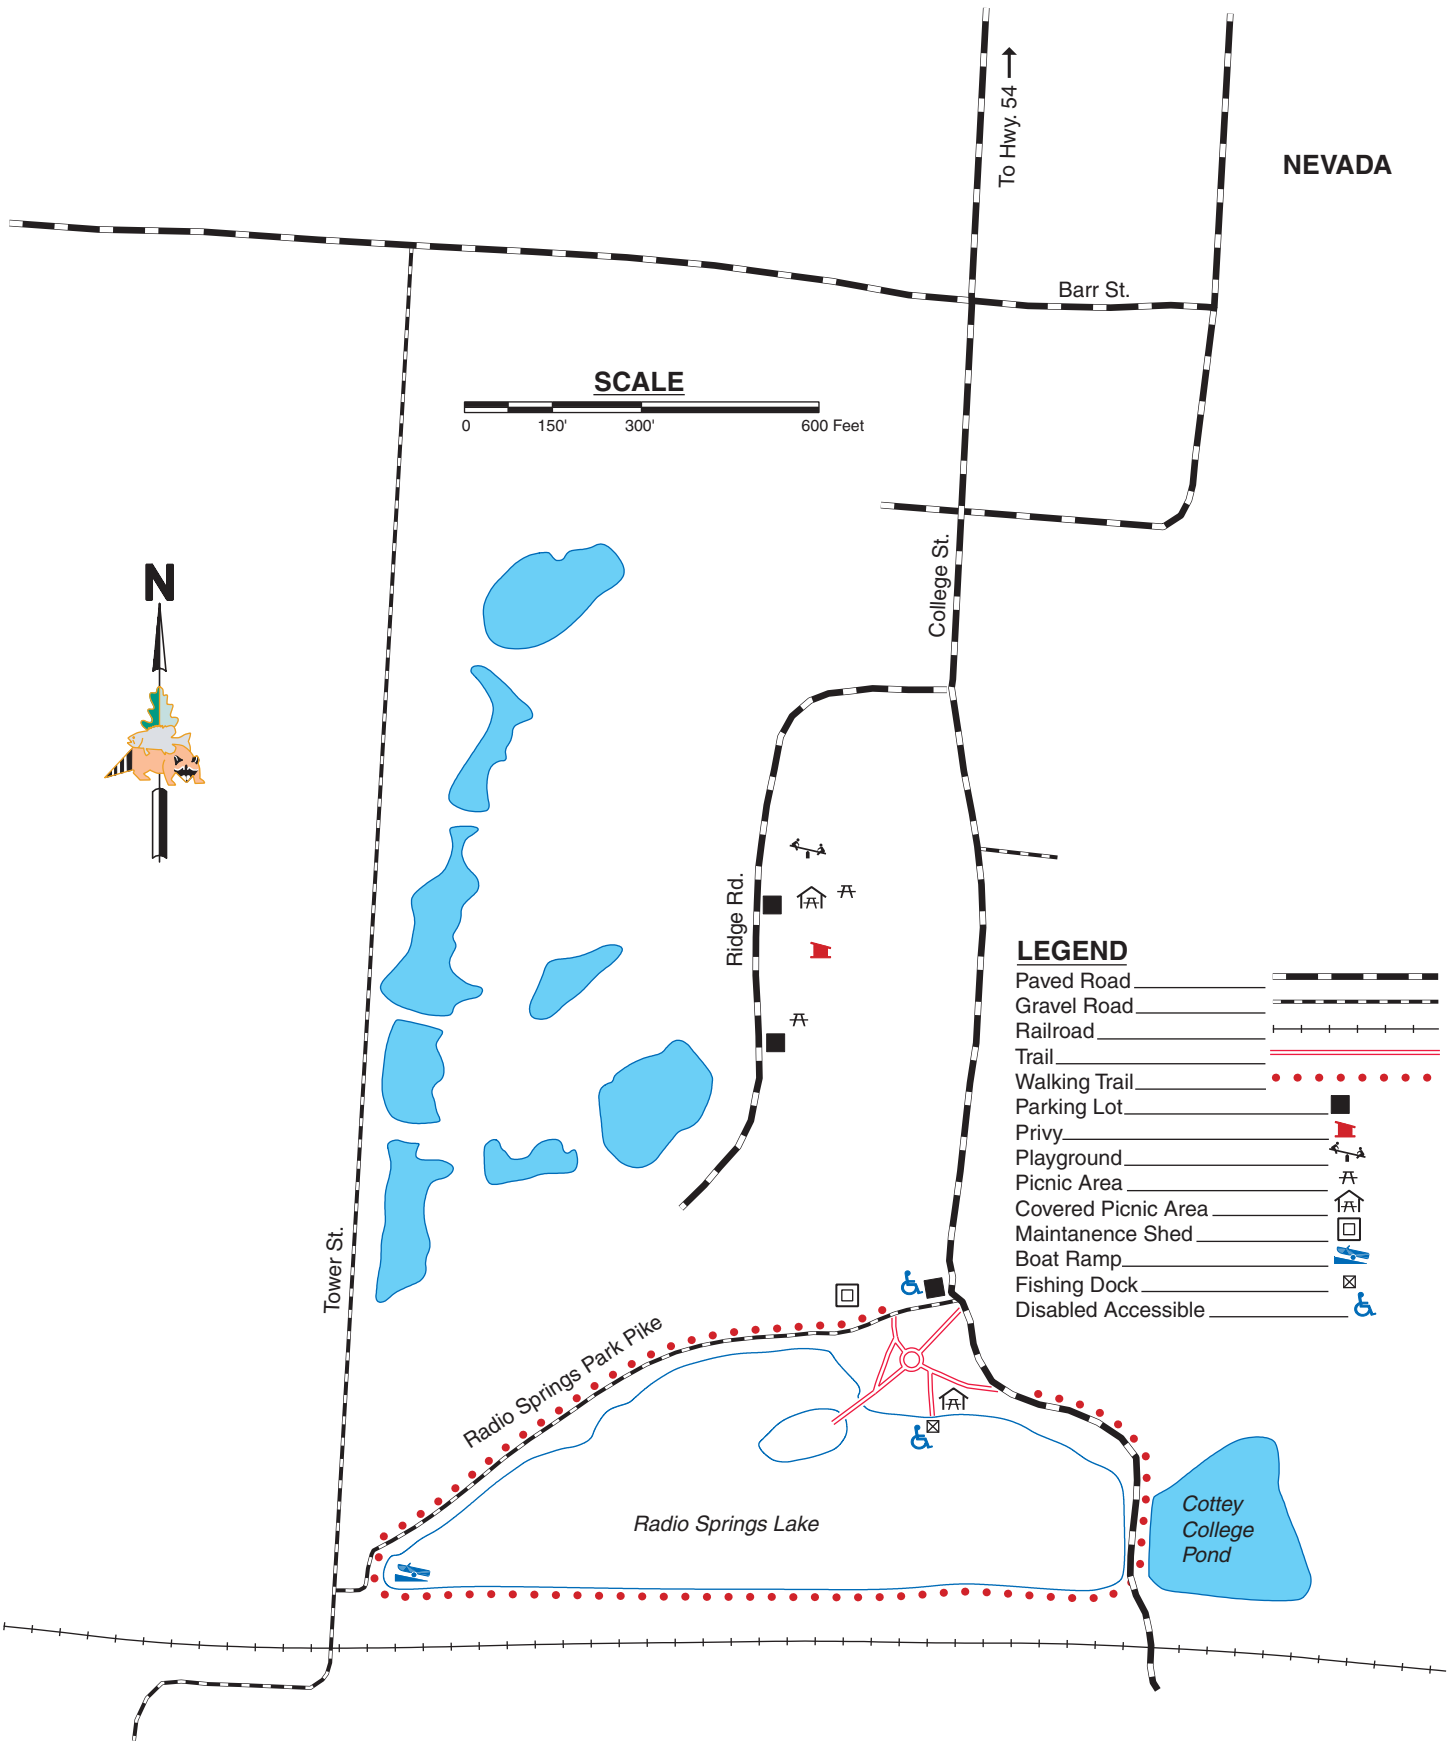 To Hwy. 54
NEVADA
Barr St.
SCALE
0 150' 300' 600 Feet
N
College St.
Ridge Rd.
LEGEND
Paved Road
Gravel Road
Railroad
Trail
Walking Trail
Parking Lot
Privy
Playground
Picnic Area
Covered Picnic Area
Maintanence Shed
Boat Ramp
Fishing Dock
Disabled Accessible
Tower St.
Radio Springs Park Pike
Radio Springs Lake
Cottey
College
Pond